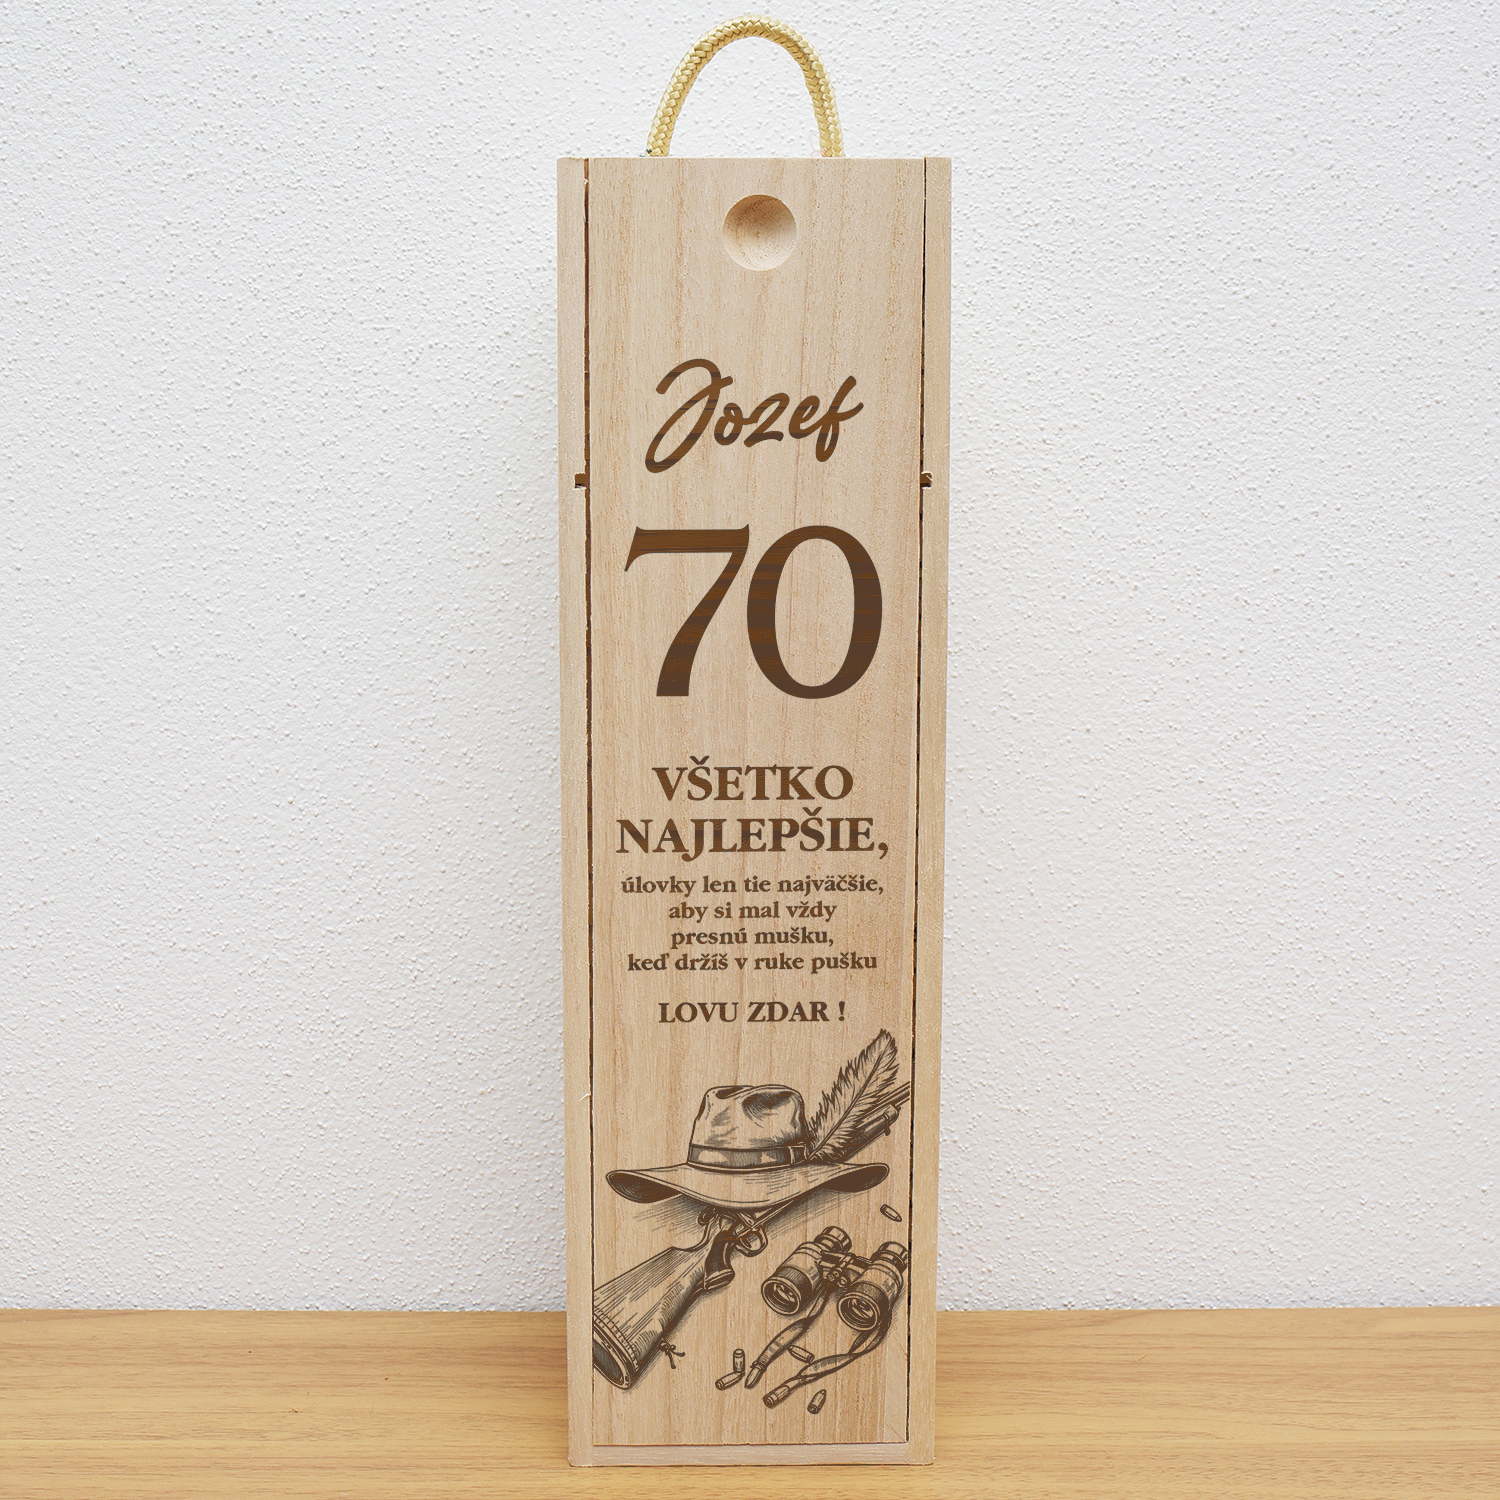 Jozef
70
VŠETKO
NAJLEPŠIE,
úlovky len tie najväčšie,
aby si mal vždy
presnú mušku,
keď držíš v ruke pušku
LOVU ZDAR !